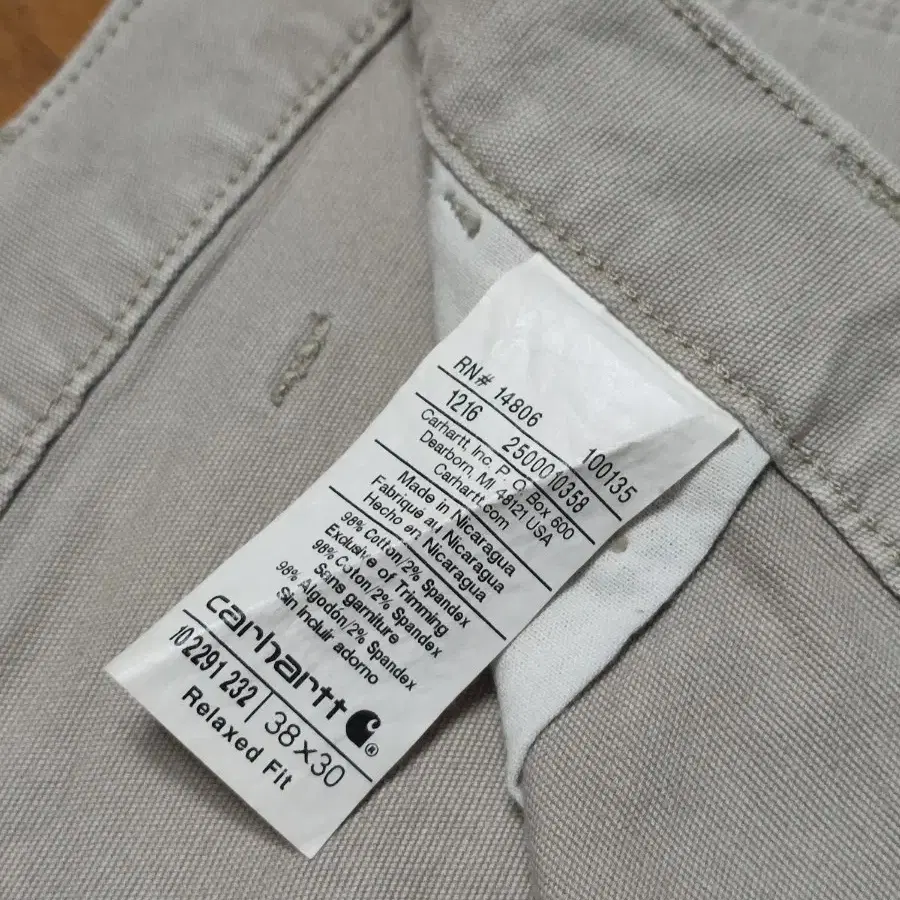 RN# 14806 100135
1216 2500010358
Carhartt, Inc. P. O. Box 600
Dearborn, MI 48121 USA
Carhartt.com
Made in Nicaragua
Fabriqué au Nicaragua
Hecho en Nicaragua
98% Cotton/2% Spandex
Exclusive of Trimming
98% Coton/2% Spandex
Sans garniture
98% Algodón/2% Spandex
Sin incluir adorno
carhartt ®
102291 232 | 38x30
Relaxed Fit